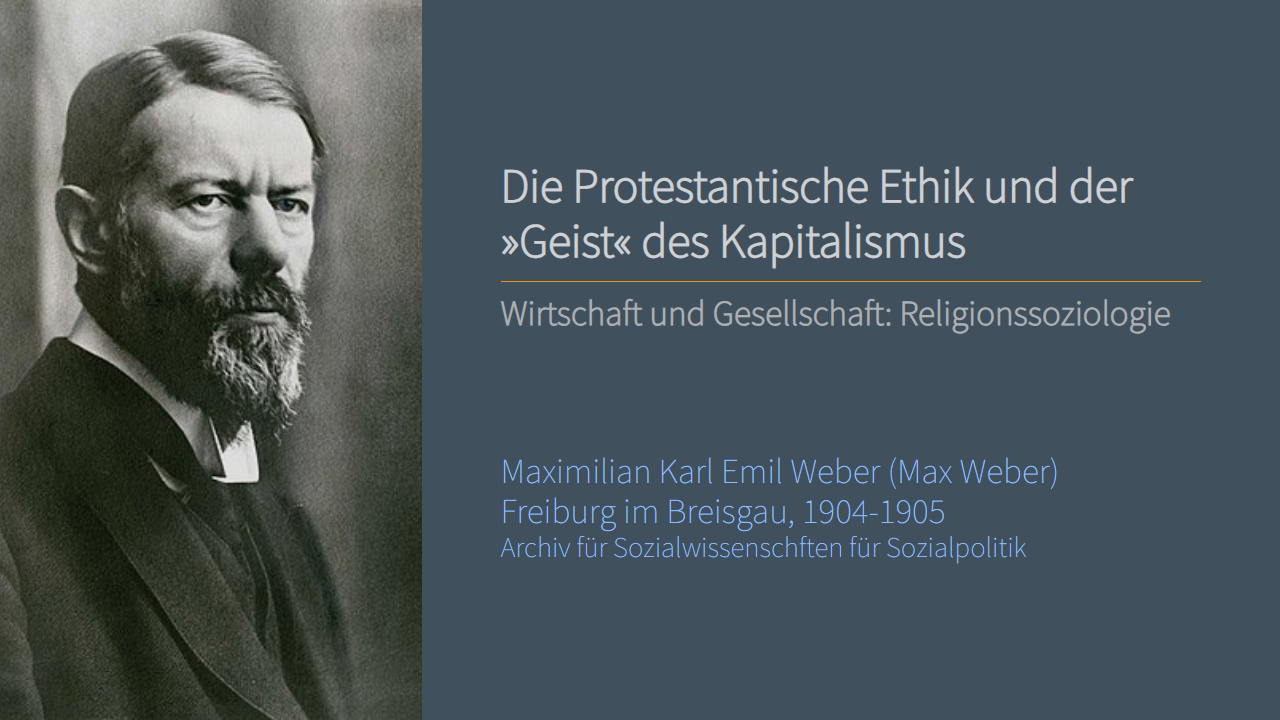 Die Protestantische Ethik und der
»Geist« des Kapitalismus
Wirtschaft und Gesellschaft: Religionssoziologie
Maximilian Karl Emil Weber (Max Weber)
Freiburg im Breisgau, 1904-1905
Archiv für Sozialwissenschften für Sozialpolitik